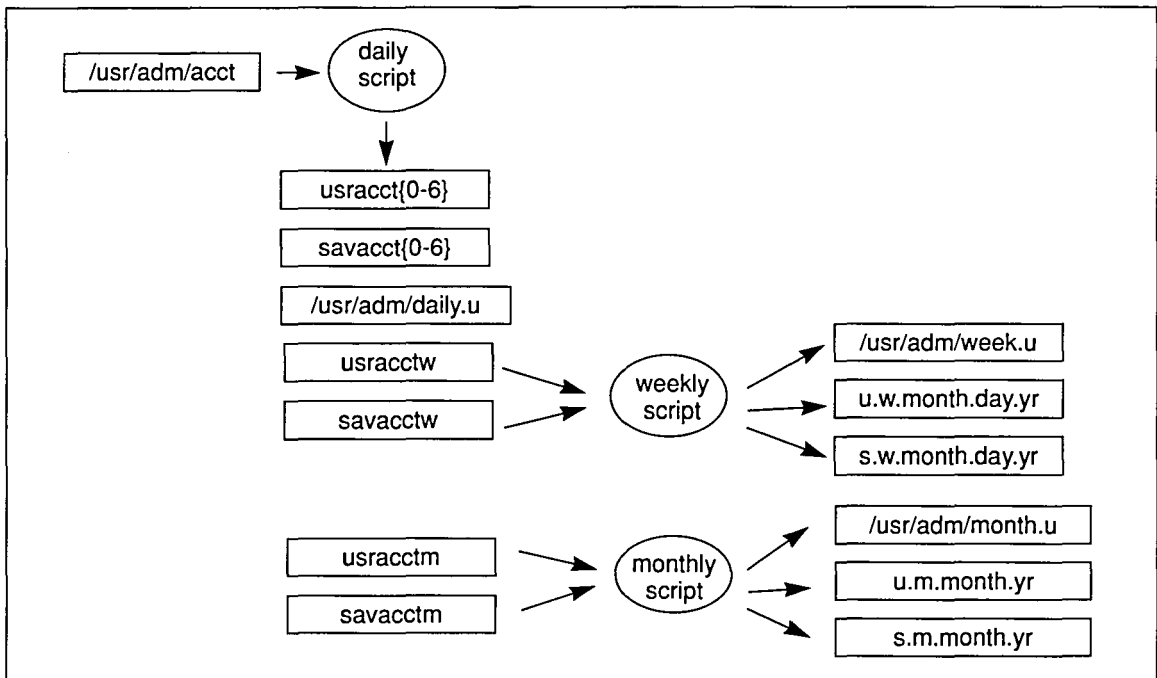 /usr/adm/acct
daily
script
usracct{0-6}
savacct{0-6}
/usr/adm/daily.u
usracctw
savacctw
weekly
script
/usr/adm/week.u
u.w.month.day.yr
s.w.month.day.yr
usracctm
savacctm
monthly
script
/usr/adm/month.u
u.m.month.yr
s.m.month.yr